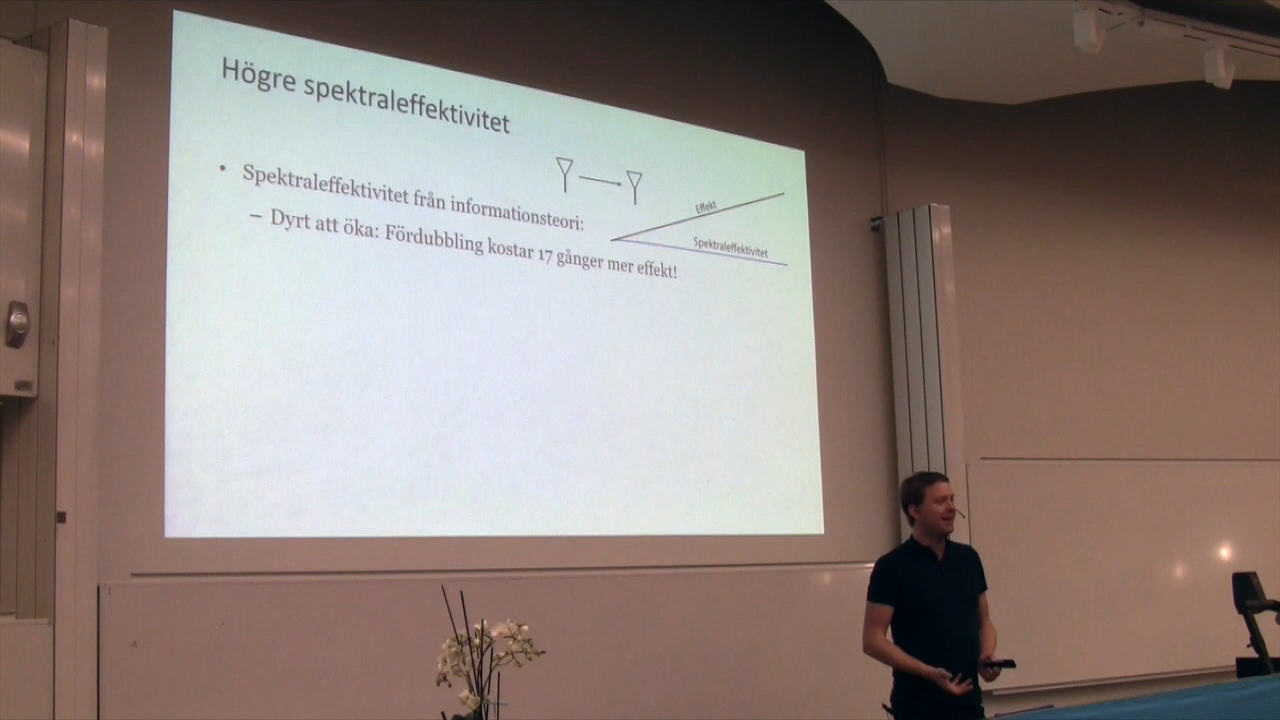 Högre spektraleffektivitet
• Spektraleffektivitet från informationsteori:
– Dyrt att öka: Fördubbling kostar 17 gånger mer effekt!
Effekt
Spektraleffektivitet